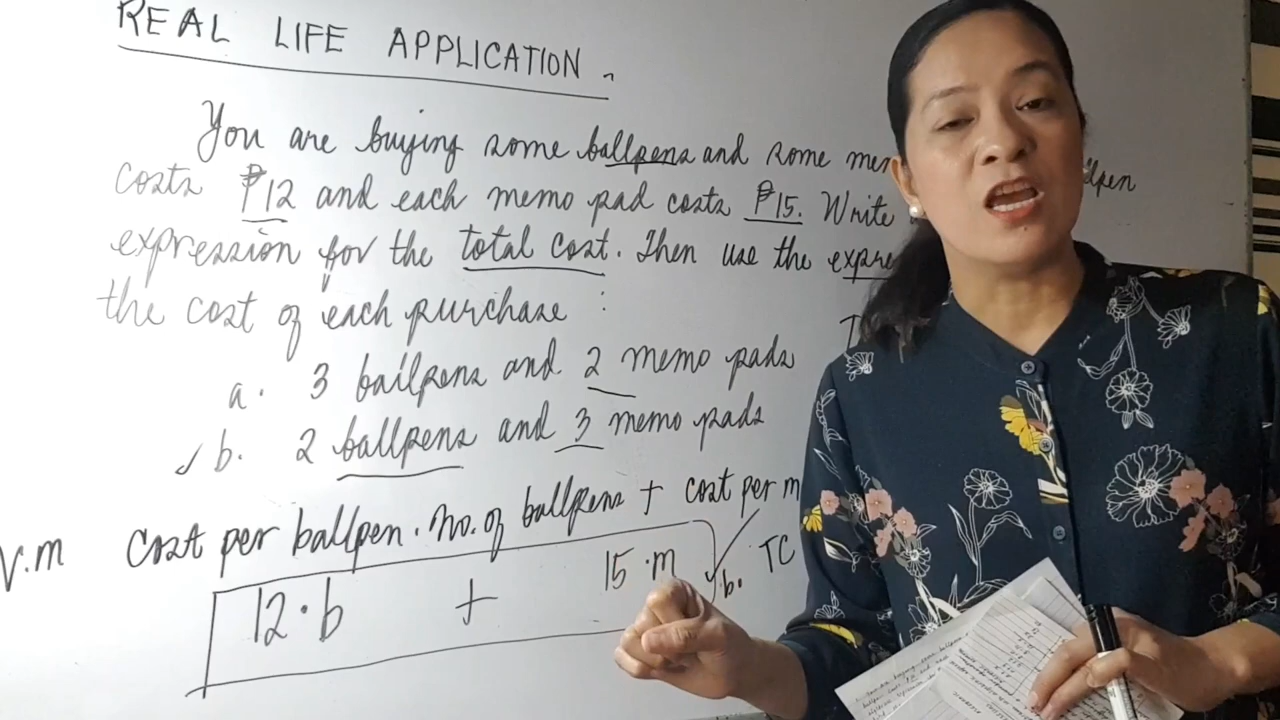 REAL LIFE APPLICATION.
You are buying some ballpens and some mem
costs ₱12 and each memo pad costs ₱15. Write
expression for the total cost. Then use the expre
the cost of each purchase :
a. 3 ballpens and 2 memo pads
✓ b. 2 ballpens and 3 memo pads
V.m cost per ballpen . No. of ballpens + cost per m
12 · b + 15 · m
b. TC